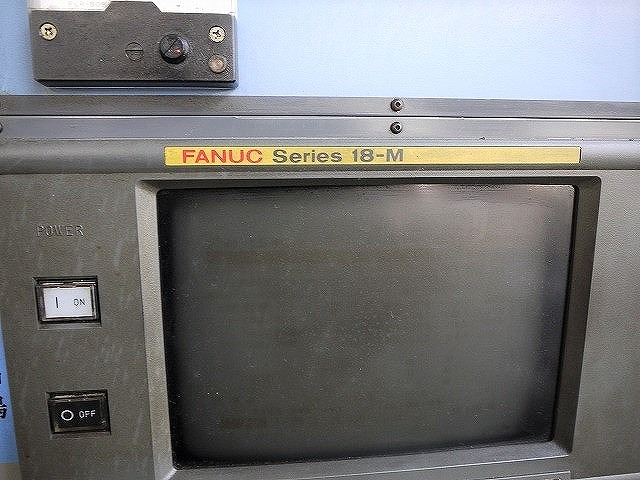 FANUC Series 18-M
POWER
| ON
O OFF